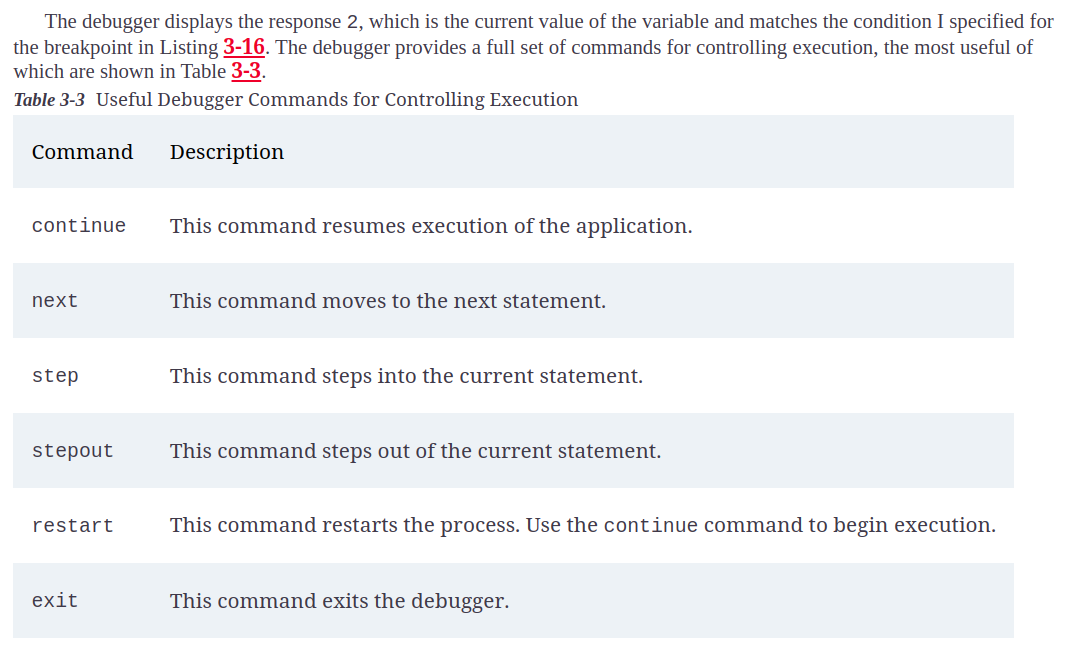 The debugger displays the response 2, which is the current value of the variable and matches the condition I specified for
the breakpoint in Listing 3-16. The debugger provides a full set of commands for controlling execution, the most useful of
which are shown in Table 3-3.
Table 3-3 Useful Debugger Commands for Controlling Execution
Command Description
continue This command resumes execution of the application.
next This command moves to the next statement.
step This command steps into the current statement.
stepout This command steps out of the current statement.
restart This command restarts the process. Use the continue command to begin execution.
exit This command exits the debugger.